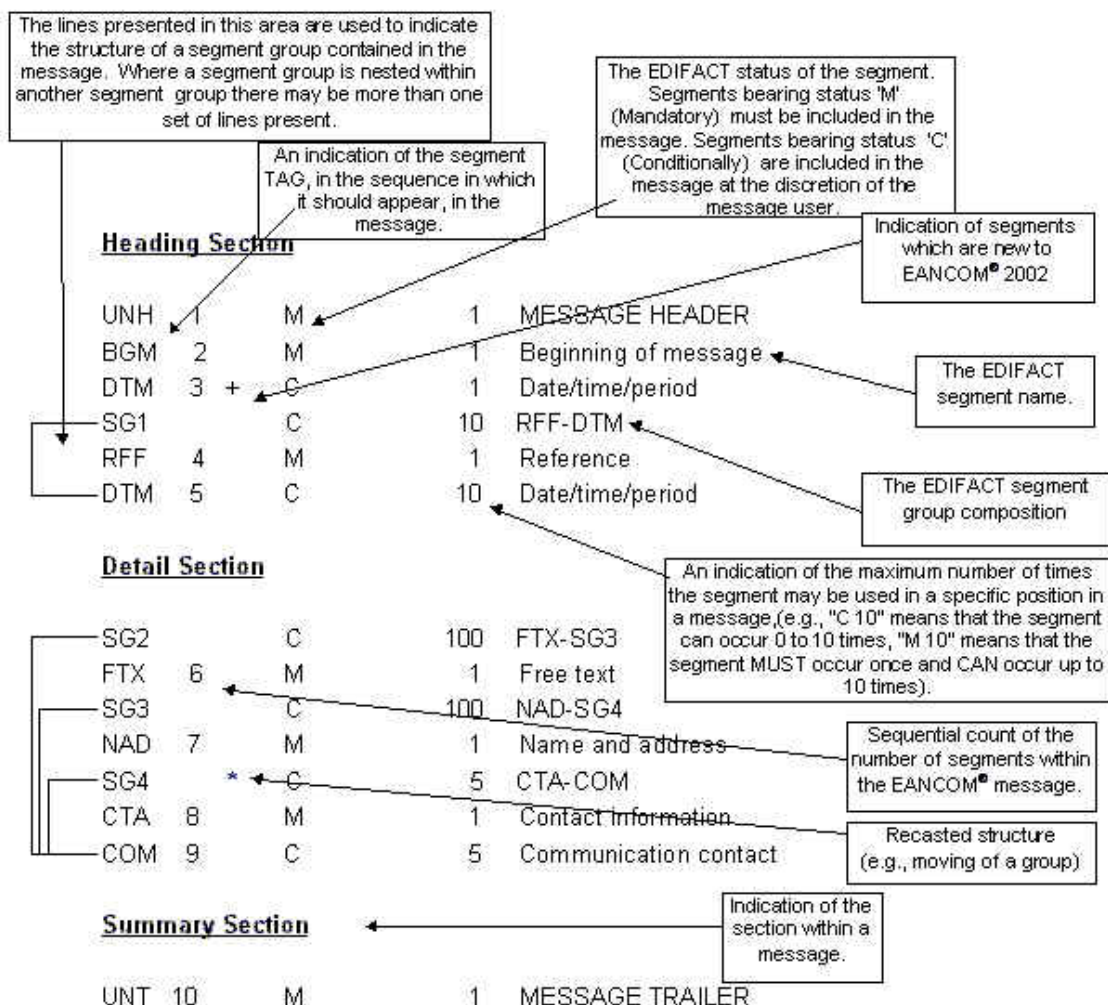 The lines presented in this area are used to indicate
the structure of a segment group contained in the
message. Where a segment group is nested within
another segment group there may be more than one
set of lines present.
The EDIFACT status of the segment.
Segments bearing status 'M'
(Mandatory) must be included in the
message. Segments bearing status 'C'
(Conditionally) are included in the
message at the discretion of the
message user.
An indication of the segment
TAG, in the sequence in which
it should appear, in the
message.
Indication of segments
which are new to
EANCOM® 2002
Heading Section
UNH 1 M 1 MESSAGE HEADER
BGM 2 M 1 Beginning of message
DTM 3 + C 1 Date/time/period
SG1 C 10 RFF-DTM
RFF 4 M 1 Reference
DTM 5 C 10 Date/time/period
The EDIFACT
segment name.
The EDIFACT segment
group composition
Detail Section
An indication of the maximum number of times
the segment may be used in a specific position in
a message,(e.g., "C 10" means that the segment
can occur 0 to 10 times, "M 10" means that the
segment MUST occur once and CAN occur up to
10 times).
SG2 C 100 FTX-SG3
FTX 6 M 1 Free text
SG3 C 100 NAD-SG4
NAD 7 M 1 Name and address
SG4 * C 5 CTA-COM
CTA 8 M 1 Contact Information
COM 9 C 5 Communication contact
Sequential count of the
number of segments within
the EANCOM® message.
Recasted structure
(e.g., moving of a group)
Summary Section
Indication of the
section within a
message.
UNT 10 M 1 MESSAGE TRAILER